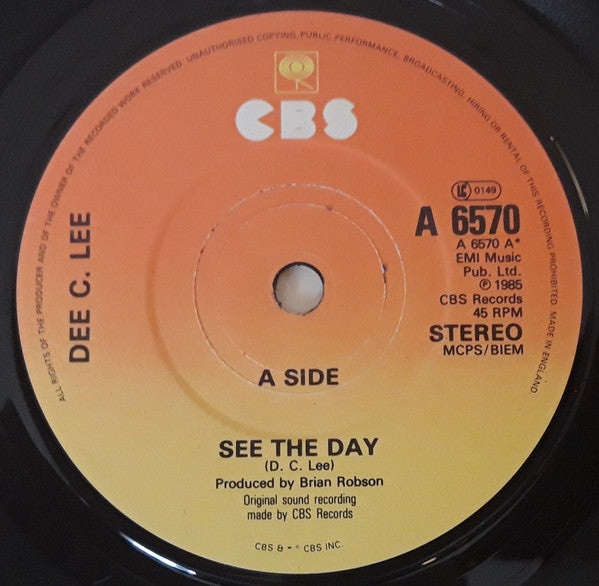 ALL RIGHTS OF THE PRODUCER AND OF THE OWNER OF THE RECORDED WORK RESERVED. UNAUTHORISED COPYING, PUBLIC PERFORMANCE, BROADCASTING, HIRING OR RENTAL OF THIS RECORDING PROHIBITED. MADE IN ENGLAND.
CBS
DEE C. LEE
LC 0149
A 6570
A 6570 A*
EMI Music
Pub. Ltd.
℗ 1985
CBS Records
45 RPM
STEREO
MCPS/BIEM
A SIDE
SEE THE DAY
(D. C. Lee)
Produced by Brian Robson
Original sound recording
made by CBS Records
CBS & - * CBS INC.